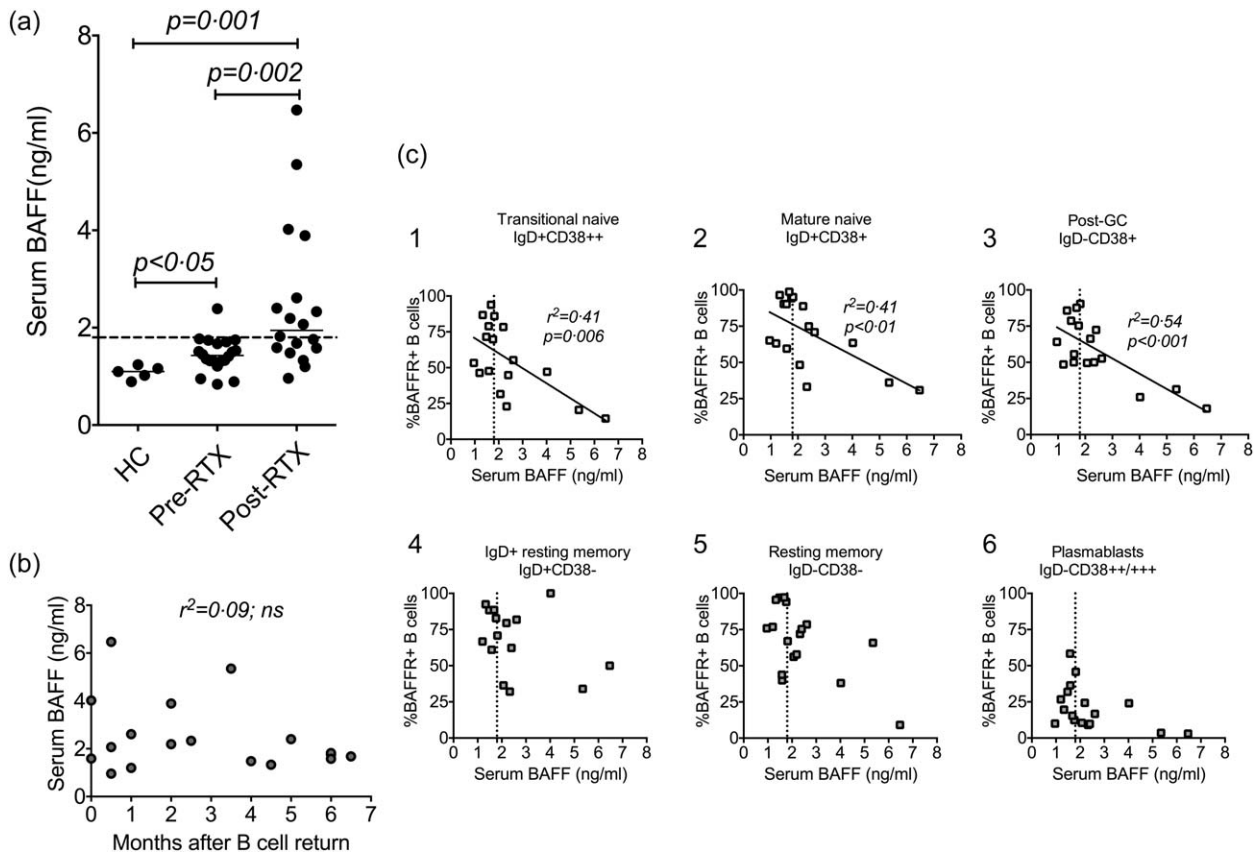 (a)
p=0·001
p=0·002
p<0·05
8
6
4
2
0
Serum BAFF(ng/ml)
HC
Pre-RTX
Post-RTX
(b)
r²=0·09; ns
8
6
4
2
0
Serum BAFF (ng/ml)
0 1 2 3 4 5 6 7
Months after B cell return
(c)
1
Transitional naive
IgD+CD38++
100
75
50
25
0
%BAFFR+ B cells
r²=0·41
p=0·006
0 1 2 3 4 5 6 7 8
Serum BAFF (ng/ml)
2
Mature naive
IgD+CD38+
100
75
50
25
0
%BAFFR+ B cells
r²=0·41
p<0·01
0 1 2 3 4 5 6 7 8
Serum BAFF (ng/ml)
3
Post-GC
IgD-CD38+
100
75
50
25
0
%BAFFR+ B cells
r²=0·54
p<0·001
0 1 2 3 4 5 6 7 8
Serum BAFF (ng/ml)
4
IgD+ resting memory
IgD+CD38-
100
75
50
25
0
%BAFFR+ B cells
0 1 2 3 4 5 6 7 8
Serum BAFF (ng/ml)
5
Resting memory
IgD-CD38-
100
75
50
25
0
%BAFFR+ B cells
0 1 2 3 4 5 6 7 8
Serum BAFF (ng/ml)
6
Plasmablasts
IgD-CD38++/+++
100
75
50
25
0
%BAFFR+ B cells
0 1 2 3 4 5 6 7 8
Serum BAFF (ng/ml)